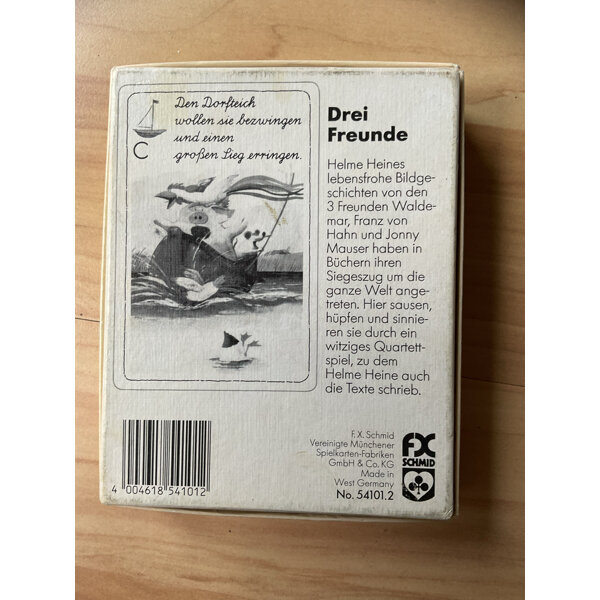 Den Dorfteich
wollen sie bezwingen
und einen
großen Sieg erringen.
C
Drei
Freunde
Helme Heines
lebensfrohe Bildge-
schichten von den
3 Freunden Walde-
mar, Franz von
Hahn und Jonny
Mauser haben in
Büchern ihren
Siegeszug um die
ganze Welt ange-
treten. Hier sausen,
hüpfen und sinnie-
ren sie durch ein
witziges Quartett-
spiel, zu dem
Helme Heine auch
die Texte schrieb.
F. X. Schmid
Vereinigte Münchener
Spielkarten-Fabriken
GmbH & Co. KG
Made in
West Germany
No. 54101.2
FX
SCHMID
4 004618 541012